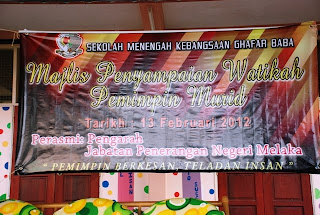 SEKOLAH MENENGAH KEBANGSAAN GHAFAR BABA
Majlis Penyampaian Watikah
Pemimpin Murid
Tarikh : 13 Februari 2012
Perasmi: Pengarah
Jabatan Penerangan Negeri Melaka
" PEMIMPIN BERKESAN, TELADAN INSAN "